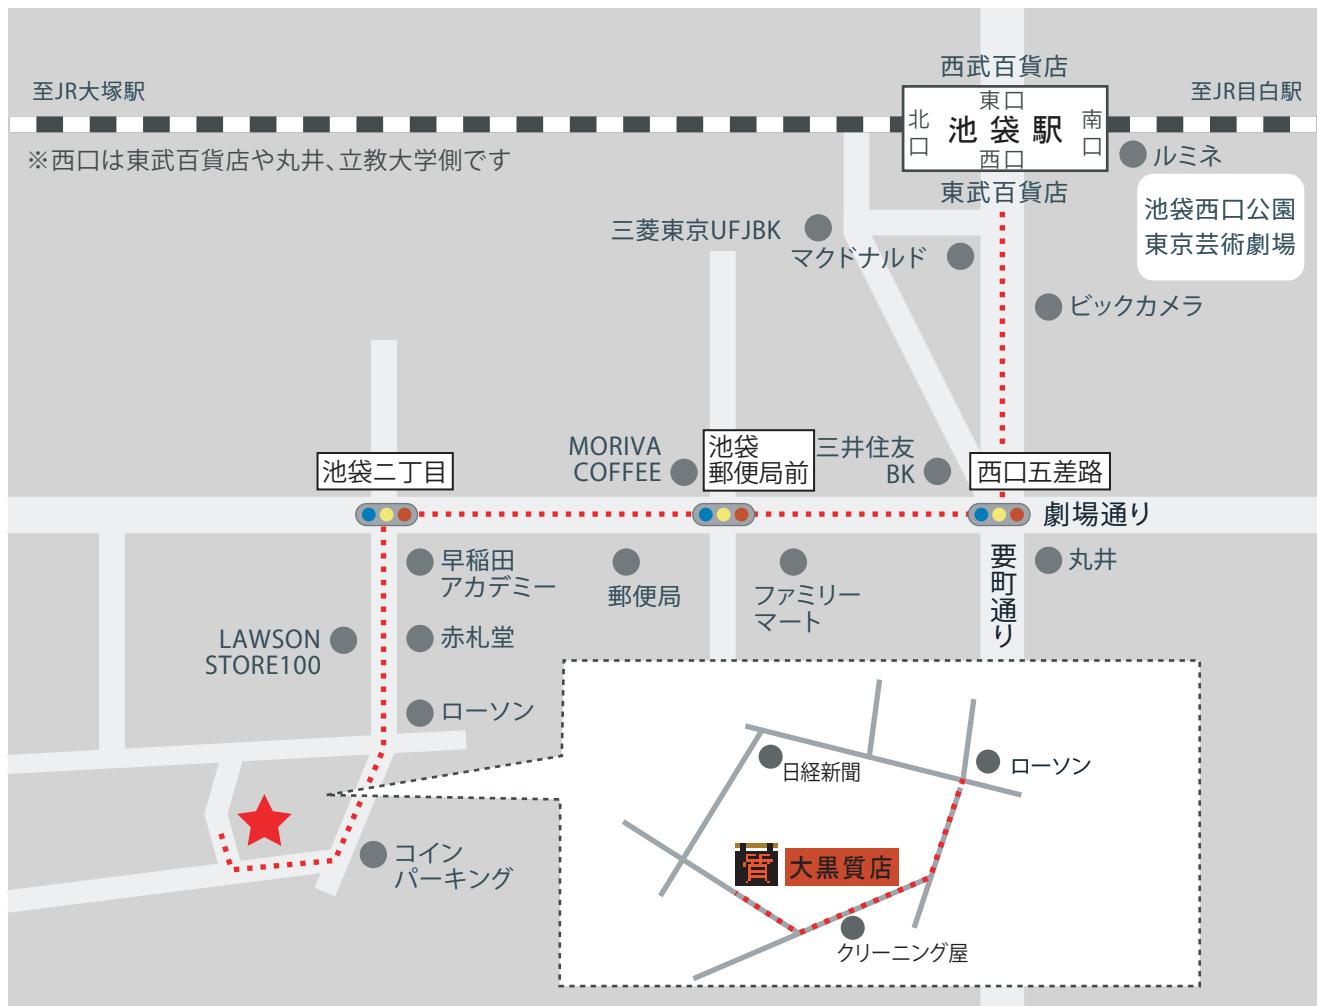 西武百貨店
至JR大塚駅
至JR目白駅
東口
北口
池袋駅
南口
西口
※西口は東武百貨店や丸井、立教大学側です
ルミネ
東武百貨店
池袋西口公園
東京芸術劇場
三菱東京UFJBK
マクドナルド
ビックカメラ
MORIVA
COFFEE
池袋
郵便局前
三井住友
BK
西口五差路
池袋二丁目
劇場通り
要町通り
丸井
早稲田
アカデミー
郵便局
ファミリー
マート
LAWSON
STORE100
赤札堂
ローソン
日経新聞
ローソン
質
大黒質店
コイン
パーキング
クリーニング屋